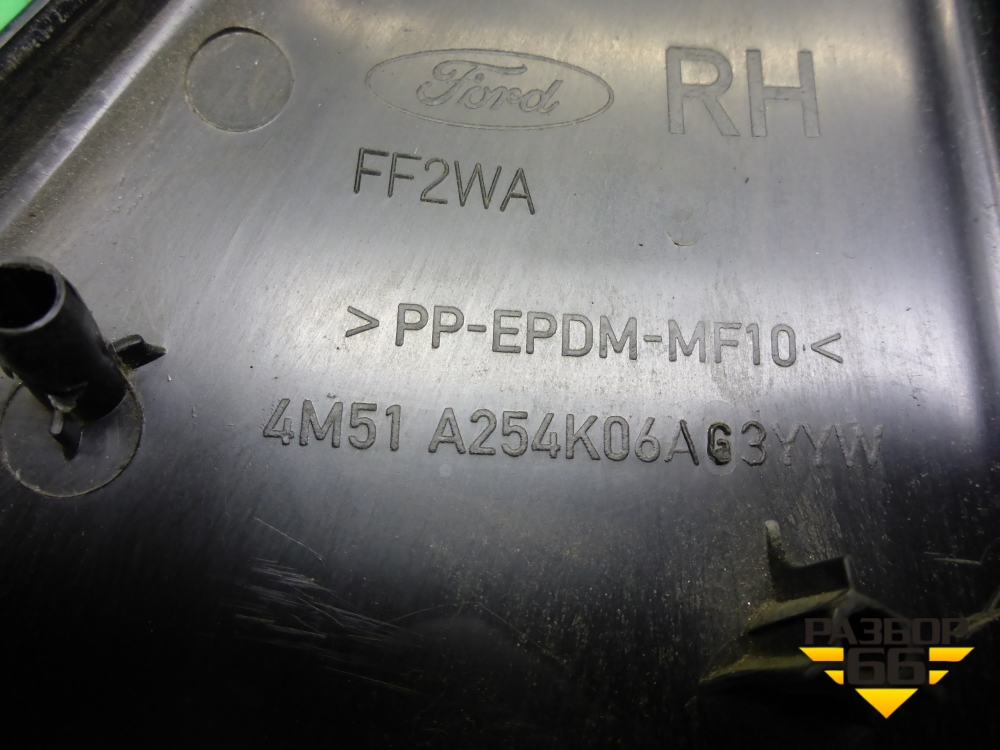 Ford RH
FF2WA
>PP-EPDM-MF10<
4M51 A254K06AG3YYW
РАЗБОР
66